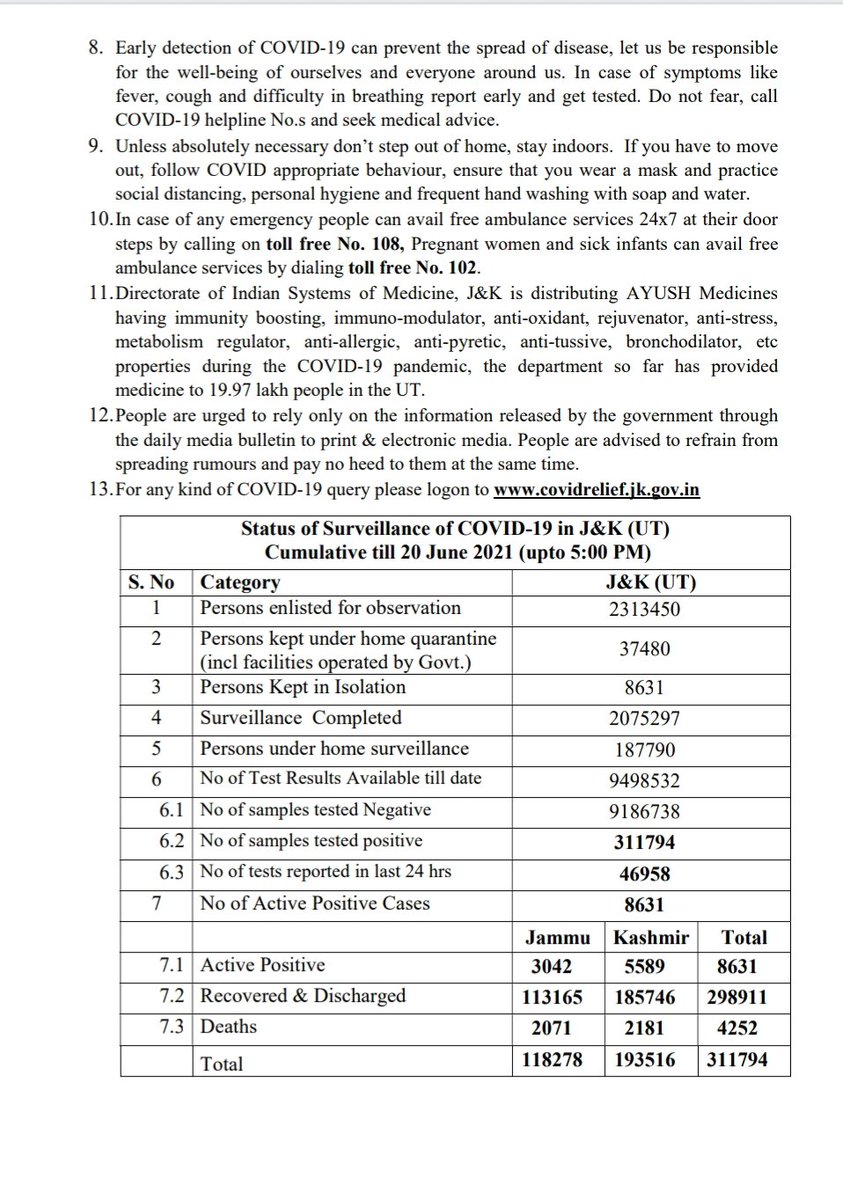 8. Early detection of COVID-19 can prevent the spread of disease, let us be responsible
for the well-being of ourselves and everyone around us. In case of symptoms like
fever, cough and difficulty in breathing report early and get tested. Do not fear, call
COVID-19 helpline No.s and seek medical advice.
9. Unless absolutely necessary don’t step out of home, stay indoors. If you have to move
out, follow COVID appropriate behaviour, ensure that you wear a mask and practice
social distancing, personal hygiene and frequent hand washing with soap and water.
10.In case of any emergency people can avail free ambulance services 24x7 at their door
steps by calling on toll free No. 108, Pregnant women and sick infants can avail free
ambulance services by dialing toll free No. 102.
11.Directorate of Indian Systems of Medicine, J&K is distributing AYUSH Medicines
having immunity boosting, immuno-modulator, anti-oxidant, rejuvenator, anti-stress,
metabolism regulator, anti-allergic, anti-pyretic, anti-tussive, bronchodilator, etc
properties during the COVID-19 pandemic, the department so far has provided
medicine to 19.97 lakh people in the UT.
12.People are urged to rely only on the information released by the government through
the daily media bulletin to print & electronic media. People are advised to refrain from
spreading rumours and pay no heed to them at the same time.
13.For any kind of COVID-19 query please logon to www.covidrelief.jk.gov.in
Status of Surveillance of COVID-19 in J&K (UT)
Cumulative till 20 June 2021 (upto 5:00 PM)
S. No Category J&K (UT)
1 Persons enlisted for observation 2313450
2 Persons kept under home quarantine
(incl facilities operated by Govt.) 37480
3 Persons Kept in Isolation 8631
4 Surveillance Completed 2075297
5 Persons under home surveillance 187790
6 No of Test Results Available till date 9498532
6.1 No of samples tested Negative 9186738
6.2 No of samples tested positive 311794
6.3 No of tests reported in last 24 hrs 46958
7 No of Active Positive Cases 8631
Jammu Kashmir Total
7.1 Active Positive 3042 5589 8631
7.2 Recovered & Discharged 113165 185746 298911
7.3 Deaths 2071 2181 4252
Total 118278 193516 311794